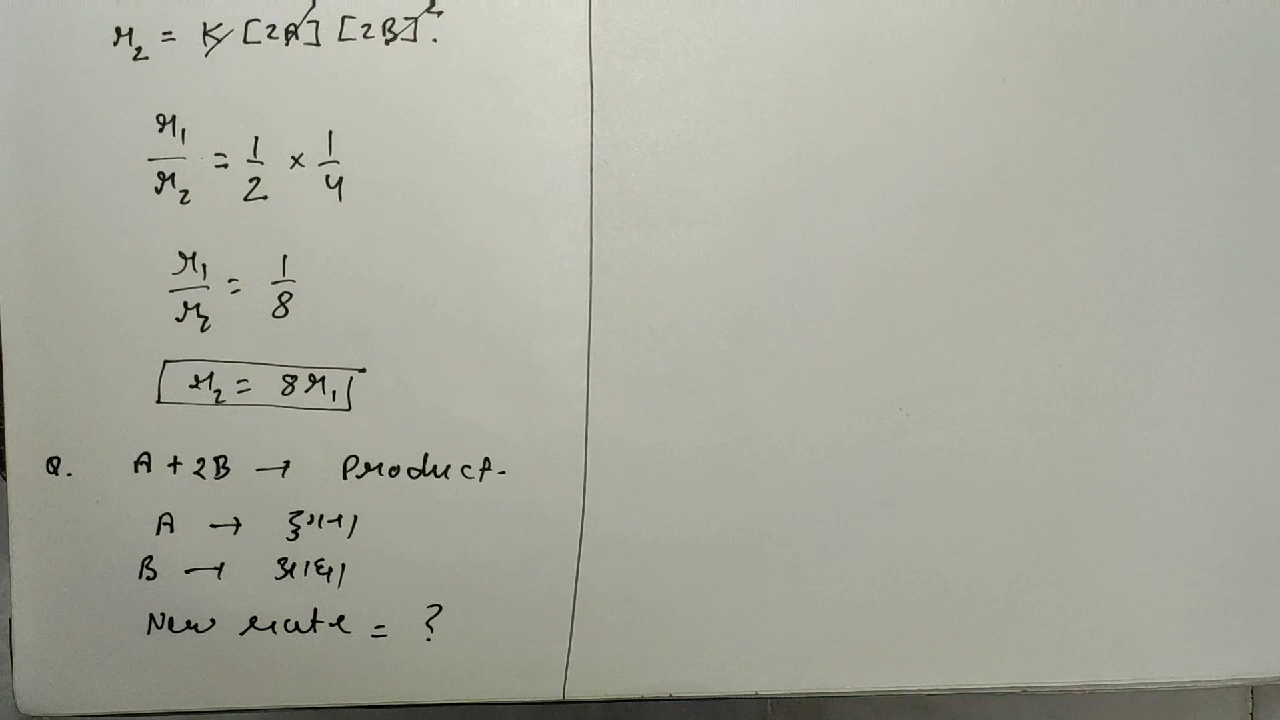 r₂ = K [2A]¹ [2B]².
r₁/r₂ = 1/2 × 1/4
r₁/r₂ = 1/8
r₂ = 8r₁
Q. A + 2B → Product.
A → दुगना
B → आधा
New rate = ?